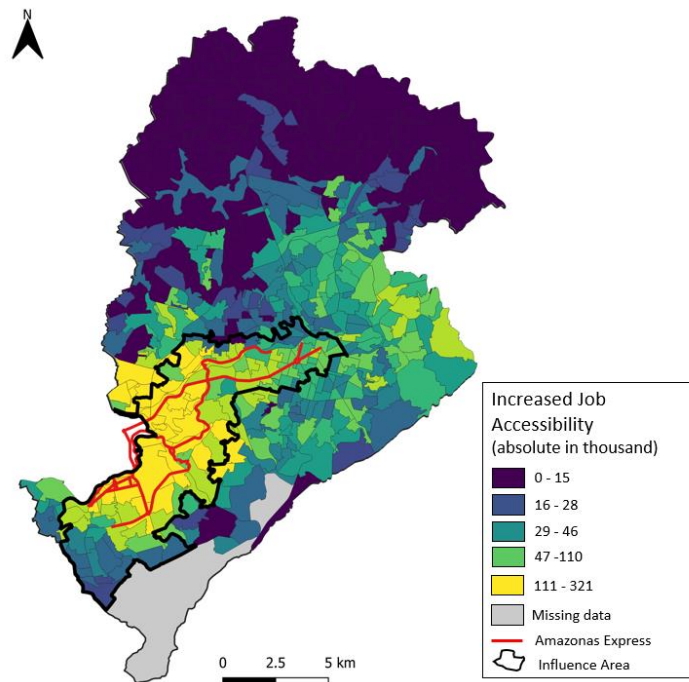 N
Increased Job
Accessibility
(absolute in thousand)
0 - 15
16 - 28
29 - 46
47 -110
111 - 321
Missing data
Amazonas Express
Influence Area
0 2.5 5 km